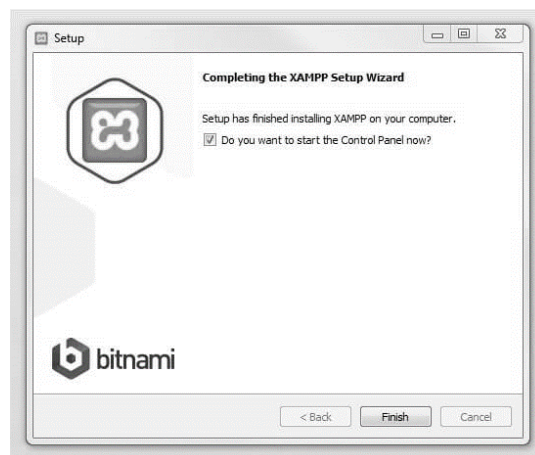 Setup
Completing the XAMPP Setup Wizard
Setup has finished installing XAMPP on your computer.
Do you want to start the Control Panel now?
bitnami
< Back
Finish
Cancel